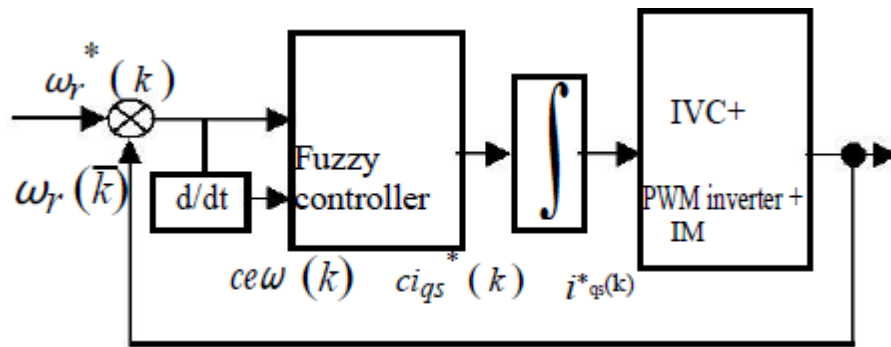 ωr* (k)
ωr (k̄)
d/dt
Fuzzy
controller
∫
IVC+
PWM inverter +
IM
ceω (k)
ciqs* (k)
i*qs(k)